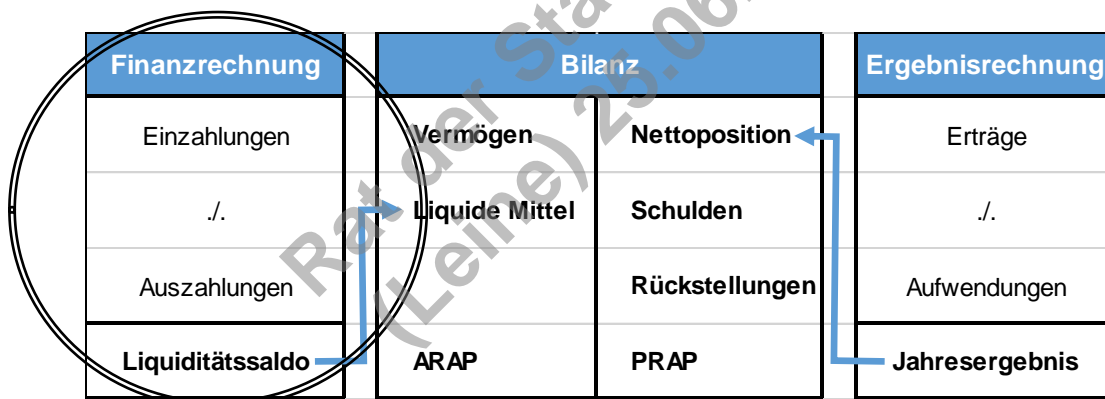 Finanzrechnung Bilanz Ergebnisrechnung
Einzahlungen Vermögen Nettoposition Erträge
./. Liquide Mittel Schulden ./.
Auszahlungen Rückstellungen Aufwendungen
Liquiditätssaldo ARAP PRAP Jahresergebnis
Rat der
(Leine) 25.06.